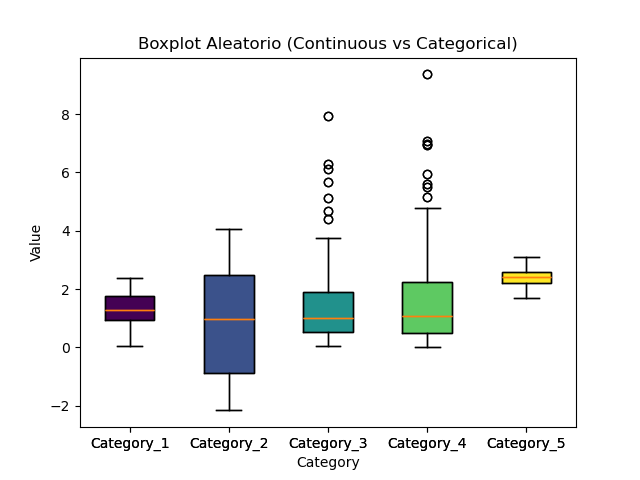 Boxplot Aleatorio (Continuous vs Categorical)
Value
8
6
4
2
0
−2
Category_1 Category_2 Category_3 Category_4 Category_5
Category